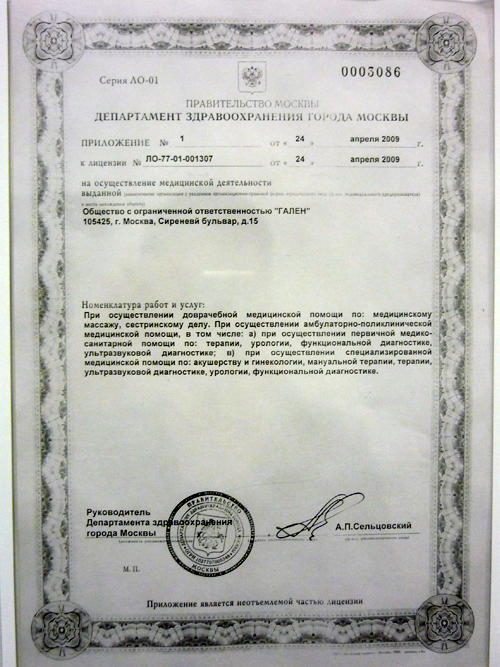 Серия ЛО-01
0003086
ПРАВИТЕЛЬСТВО МОСКВЫ
ДЕПАРТАМЕНТ ЗДРАВООХРАНЕНИЯ ГОРОДА МОСКВЫ
ПРИЛОЖЕНИЕ № 1 от « 24 » апреля 2009 г.
к лицензии № ЛО-77-01-001307 от « 24 » апреля 2009 г.
на осуществление медицинской деятельности
выданной
Общество с ограниченной ответственностью "ГАЛЕН"
105425, г. Москва, Сиреневй бульвар, д.15
Номенклатура работ и услуг:
При осуществлении доврачебной медицинской помощи по: медицинскому
массажу, сестринскому делу. При осуществлении амбулаторно-поликлинической
медицинской помощи, в том числе: а) при осуществлении первичной медико-
санитарной помощи по: терапии, урологии, функциональной диагностике,
ультразвуковой диагностике; в) при осуществлении специализированной
медицинской помощи по: акушерству и гинекологии, мануальной терапии, терапии,
ультразвуковой диагностике, урологии, функциональной диагностике.
Руководитель
Департамента здравоохранения
города Москвы
А.П.Сельцовский
ПРАВИТЕЛЬСТВО
МОСКВЫ
М. П.
Приложение является неотъемлемой частью лицензии